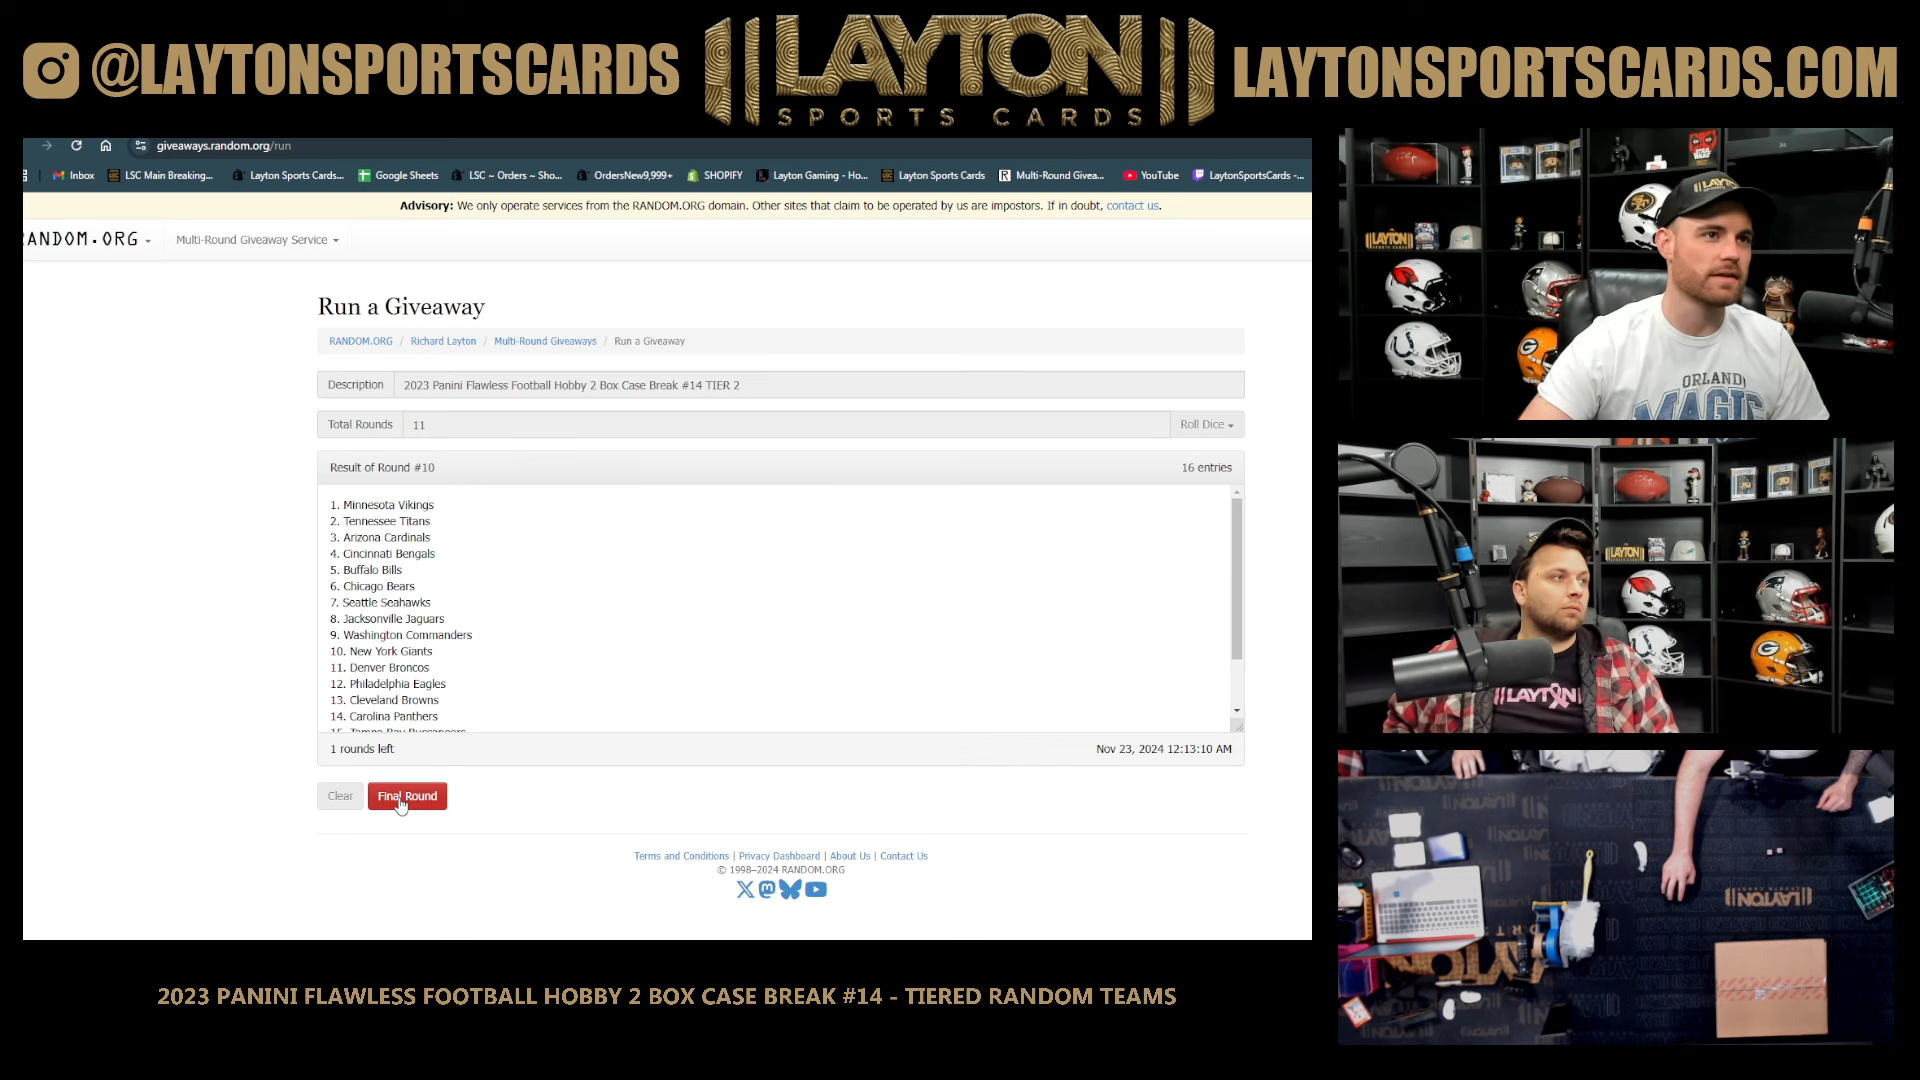 @LAYTONSPORTSCARDS
LAYTON
SPORTS CARDS
LAYTONSPORTSCARDS.COM
giveaways.random.org/run
Inbox
LSC Main Breaking...
Layton Sports Cards...
Google Sheets
LSC ~ Orders ~ Sho...
OrdersNew9,999+
SHOPIFY
Layton Gaming - Ho...
Layton Sports Cards
Multi-Round Givea...
YouTube
LaytonSportsCards -...
Advisory: We only operate services from the RANDOM.ORG domain. Other sites that claim to be operated by us are impostors. If in doubt, contact us.
ANDOM.ORG
Multi-Round Giveaway Service
Run a Giveaway
RANDOM.ORG / Richard Layton / Multi-Round Giveaways / Run a Giveaway
Description 2023 Panini Flawless Football Hobby 2 Box Case Break #14 TIER 2
Total Rounds 11 Roll Dice
Result of Round #10 16 entries
1. Minnesota Vikings
2. Tennessee Titans
3. Arizona Cardinals
4. Cincinnati Bengals
5. Buffalo Bills
6. Chicago Bears
7. Seattle Seahawks
8. Jacksonville Jaguars
9. Washington Commanders
10. New York Giants
11. Denver Broncos
12. Philadelphia Eagles
13. Cleveland Browns
14. Carolina Panthers
15. Tampa Bay Buccaneers
1 rounds left Nov 23, 2024 12:13:10 AM
Clear Final Round
Terms and Conditions | Privacy Dashboard | About Us | Contact Us
© 1998–2024 RANDOM.ORG
2023 PANINI FLAWLESS FOOTBALL HOBBY 2 BOX CASE BREAK #14 - TIERED RANDOM TEAMS
LAYTON
ORLANDO
MAGIC
LAYTON
LAYTON
LAYTON